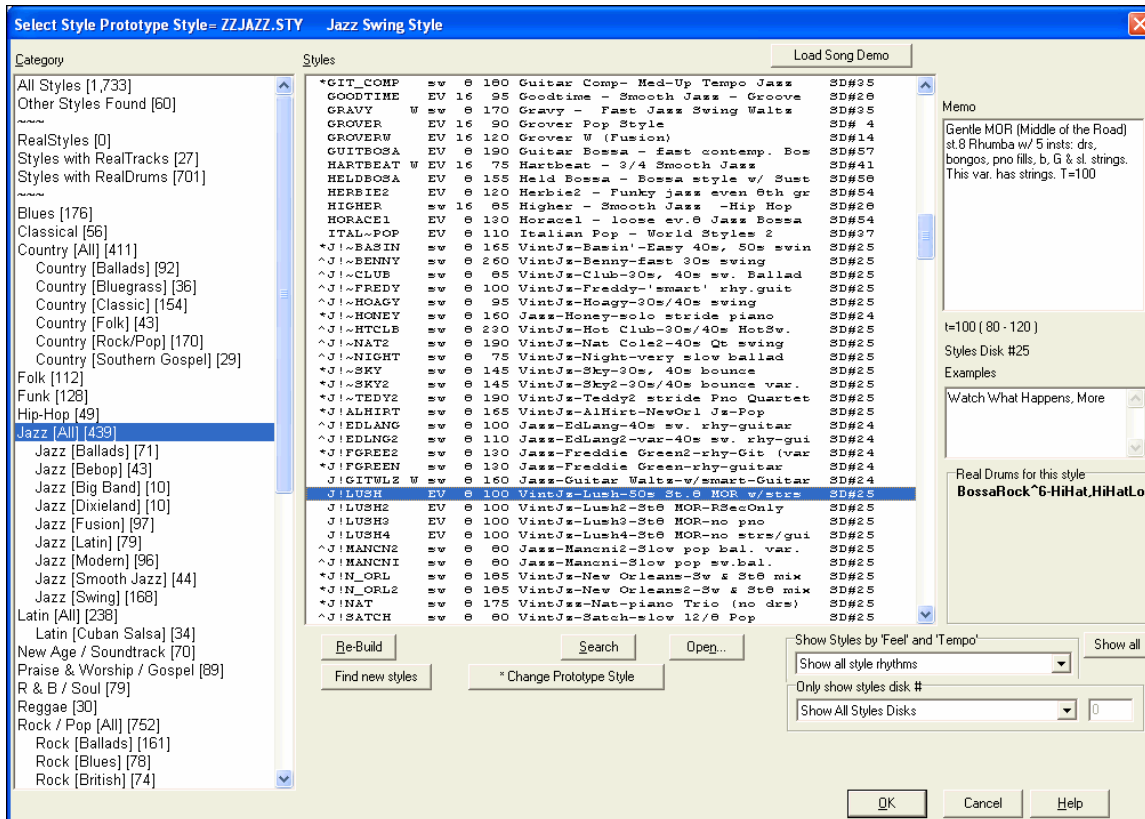 Select Style Prototype Style= ZZJAZZ.STY Jazz Swing Style
Category
All Styles [1,733]
Other Styles Found [60]
~~~
RealStyles [0]
Styles with RealTracks [27]
Styles with RealDrums [701]
~~~
Blues [176]
Classical [56]
Country [All] [411]
Country [Ballads] [92]
Country [Bluegrass] [36]
Country [Classic] [154]
Country [Folk] [43]
Country [Rock/Pop] [170]
Country [Southern Gospel] [29]
Folk [112]
Funk [128]
Hip-Hop [49]
Jazz [All] [439]
Jazz [Ballads] [71]
Jazz [Bebop] [43]
Jazz [Big Band] [10]
Jazz [Dixieland] [10]
Jazz [Fusion] [97]
Jazz [Latin] [79]
Jazz [Modern] [96]
Jazz [Smooth Jazz] [44]
Jazz [Swing] [168]
Latin [All] [238]
Latin [Cuban Salsa] [34]
New Age / Soundtrack [70]
Praise & Worship / Gospel [89]
R & B / Soul [79]
Reggae [30]
Rock / Pop [All] [752]
Rock [Ballads] [161]
Rock [Blues] [78]
Rock [British] [74]
Styles
Load Song Demo
*GIT_COMP sw 8 180 Guitar Comp- Med-Up Tempo Jazz SD#35
GOODTIME EV 16 95 Goodtime - Smooth Jazz - Groove SD#28
GRAVY W sw 8 170 Gravy - Fast Jazz Swing Waltz SD#35
GROVER EV 16 90 Grover Pop Style SD# 4
GROVERW EV 16 120 Grover W (Fusion) SD#14
GUITBOSA EV 8 190 Guitar Bossa - fast contemp. Bos SD#57
HARTBEAT W EV 16 75 Hartbeat - 3/4 Smooth Jazz SD#41
HELDBOSA EV 8 155 Held Bossa - Bossa style w/ Sust SD#58
HERBIE2 EV 8 120 Herbie2 - Funky jazz even 8th gr SD#54
HIGHER sw 16 85 Higher - Smooth Jazz -Hip Hop SD#28
HORACE1 EV 8 130 Horace1 - loose ev.8 Jazz Bossa SD#54
ITAL~POP EV 8 110 Italian Pop - World Styles 2 SD#37
*J!~BASIN sw 8 165 VintJz-Basin'-Easy 40s, 50s swin SD#25
^J!~BENNY sw 8 260 VintJz-Benny-fast 30s swing SD#25
^J!~CLUB sw 8 85 VintJz-Club-30s, 40s sw. Ballad SD#25
*J!~FREDY sw 8 100 VintJz-Freddy-'smart' rhy.guit SD#25
^J!~HOAGY sw 8 95 VintJz-Hoagy-30s/40s swing SD#25
*J!~HONEY sw 8 160 Jazz-Honey-solo stride piano SD#24
^J!~HTCLB sw 8 230 VintJz-Hot Club-30s/40s HotSw. SD#25
^J!~NAT2 sw 8 190 VintJz-Nat Cole2-40s Qt swing SD#25
^J!~NIGHT sw 8 75 VintJz-Night-very slow ballad SD#25
*J!~SKY sw 8 145 VintJz-Sky-30s, 40s bounce SD#25
*J!~SKY2 sw 8 145 VintJz-Sky2-30s/40s bounce var. SD#25
*J!~TEDY2 sw 8 190 VintJz-Teddy2 stride Pno Quartet SD#25
*J!ALHIRT sw 8 165 VintJz-AlHirt-NewOrl Jz-Pop SD#25
^J!EDLANG sw 8 100 Jazz-EdLang-40s sw. rhy-guitar SD#24
^J!EDLNG2 sw 8 110 Jazz-EdLang2-var-40s sw. rhy-gui SD#24
*J!FGREE2 sw 8 130 Jazz-Freddie Green2-rhy-Git (var SD#24
*J!FGREEN sw 8 130 Jazz-Freddie Green-rhy-guitar SD#24
J!GITWLZ W sw 8 160 Jazz-Guitar Waltz-w/smart-Guitar SD#24
J!LUSH EV 8 100 VintJz-Lush-50s St.8 MOR w/strs SD#25
J!LUSH2 EV 8 100 VintJz-Lush2-St8 MOR-RSecOnly SD#25
J!LUSH3 EV 8 100 VintJz-Lush3-St8 MOR-no pno SD#25
J!LUSH4 EV 8 100 VintJz-Lush4-St8 MOR-no strs/gui SD#25
^J!MANCN2 sw 8 80 Jazz-Mancni2-Slow pop bal. var. SD#25
^J!MANCNI sw 8 80 Jazz-Mancni-Slow pop sw.bal. SD#25
*J!N_ORL sw 8 185 VintJz-New Orleans-Sw & St8 mix SD#25
*J!N_ORL2 sw 8 185 VintJz-New Orleans2-Sw & St8 mix SD#25
*J!NAT sw 8 175 VintJzz-Nat-piano Trio (no drs) SD#25
^J!SATCH sw 8 80 VintJz-Satch-slow 12/8 Pop SD#25
Memo
Gentle MOR (Middle of the Road)
st.8 Rhumba w/ 5 insts: drs,
bongos, pno fills, b, G & sl. strings.
This var. has strings. T=100
t=100 ( 80 - 120 )
Styles Disk #25
Examples
Watch What Happens, More
Real Drums for this style
BossaRock^6-HiHat,HiHatLo
Re-Build
Search
Open...
Find new styles
* Change Prototype Style
Show Styles by 'Feel' and 'Tempo'
Show all
Show all style rhythms
Only show styles disk #
Show All Styles Disks
0
OK
Cancel
Help